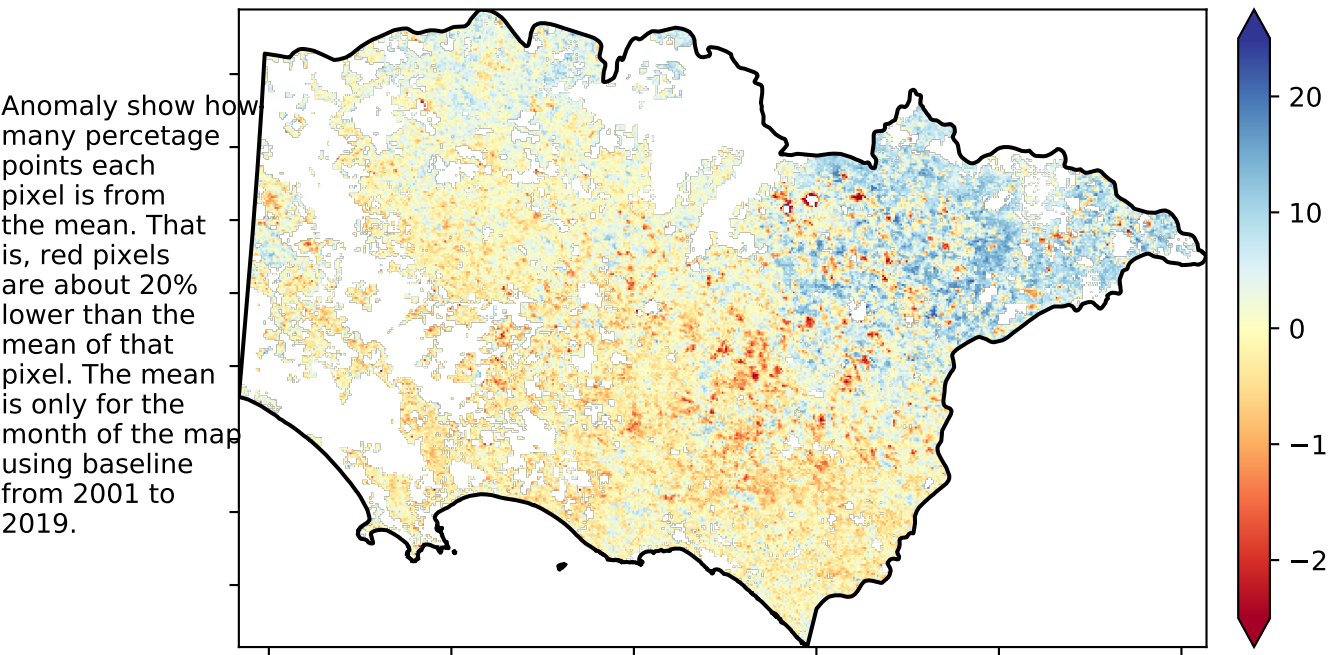 Anomaly show how
many percetage
points each
pixel is from
the mean. That
is, red pixels
are about 20%
lower than the
mean of that
pixel. The mean
is only for the
month of the map
using baseline
from 2001 to
2019.
20
10
0
−1
−2